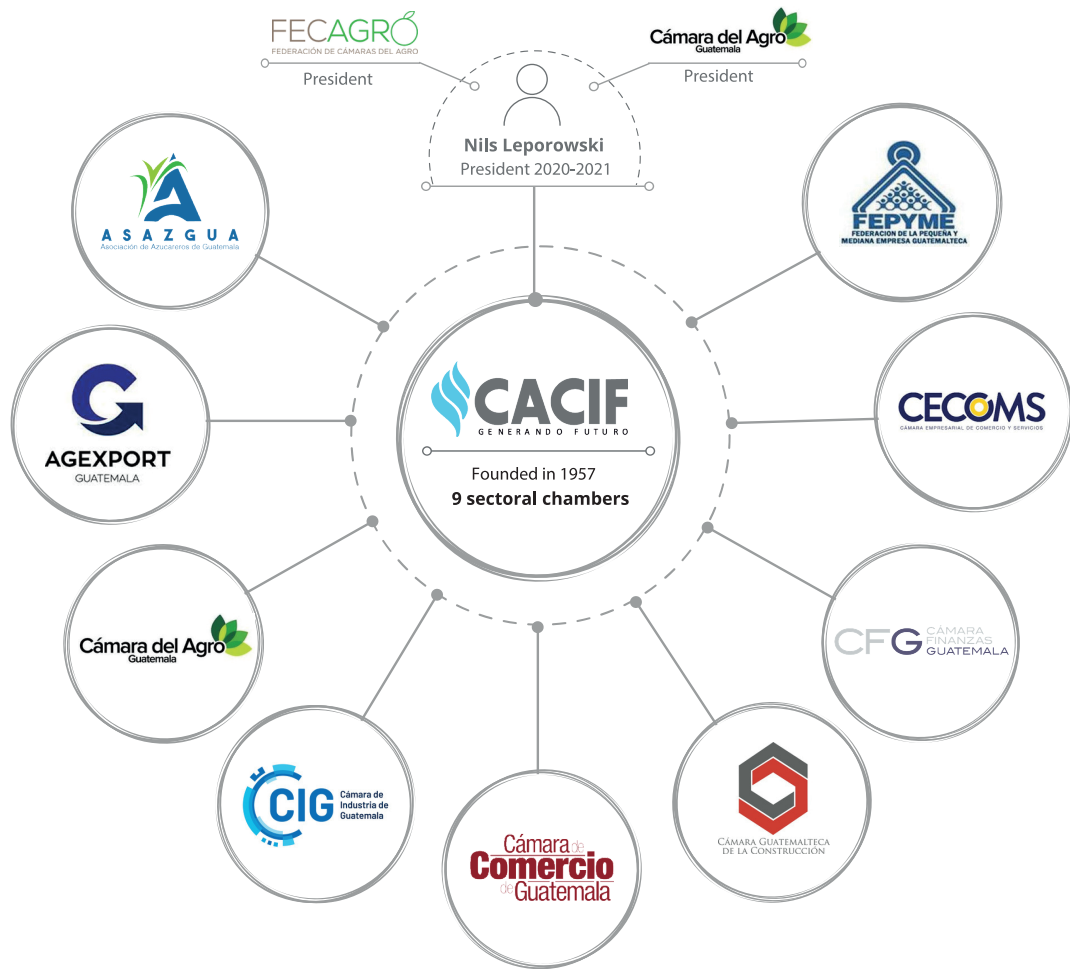 FECAGRÓ
FEDERACIÓN DE CÁMARAS DEL AGRO
President
Cámara del Agro
Guatemala
President
Nils Leporowski
President 2020-2021
ASAZGUA
Asociación de Azucareros de Guatemala
FEPYME
FEDERACION DE LA PEQUEÑA Y
MEDIANA EMPRESA GUATEMALTECA
AGEXPORT
GUATEMALA
CACIF
GENERANDO FUTURO
Founded in 1957
9 sectoral chambers
CECOMS
CÁMARA EMPRESARIAL DE COMERCIO Y SERVICIOS
Cámara del Agro
Guatemala
CFG CÁMARA
FINANZAS
GUATEMALA
CIG Cámara de
Industria de
Guatemala
Cámara de
Comercio
de Guatemala
CÁMARA GUATEMALTECA
DE LA CONSTRUCCIÓN